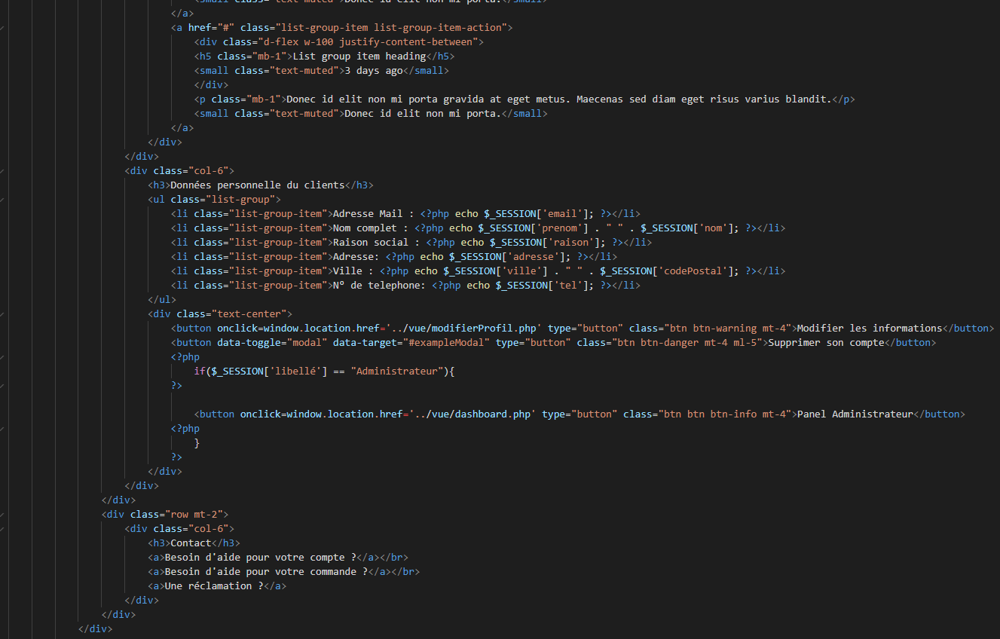 <small class="text-muted">Donec id elit non mi porta.</small>
</a>
<a href="#" class="list-group-item list-group-item-action">
<div class="d-flex w-100 justify-content-between">
<h5 class="mb-1">List group item heading</h5>
<small class="text-muted">3 days ago</small>
</div>
<p class="mb-1">Donec id elit non mi porta gravida at eget metus. Maecenas sed diam eget risus varius blandit.</p>
<small class="text-muted">Donec id elit non mi porta.</small>
</a>
</div>
</div>
<div class="col-6">
<h3>Données personnelle du clients</h3>
<ul class="list-group">
<li class="list-group-item">Adresse Mail : <?php echo $_SESSION['email']; ?></li>
<li class="list-group-item">Nom complet : <?php echo $_SESSION['prenom'] . " " . $_SESSION['nom']; ?></li>
<li class="list-group-item">Raison social : <?php echo $_SESSION['raison']; ?></li>
<li class="list-group-item">Adresse: <?php echo $_SESSION['adresse']; ?></li>
<li class="list-group-item">Ville : <?php echo $_SESSION['ville'] . " " . $_SESSION['codePostal']; ?></li>
<li class="list-group-item">N° de telephone: <?php echo $_SESSION['tel']; ?></li>
</ul>
<div class="text-center">
<button onclick=window.location.href='../vue/modifierProfil.php' type="button" class="btn btn-warning mt-4">Modifier les informations</button>
<button data-toggle="modal" data-target="#exampleModal" type="button" class="btn btn-danger mt-4 ml-5">Supprimer son compte</button>
<?php
if($_SESSION['libellé'] == "Administrateur"){
?>
<button onclick=window.location.href='../vue/dashboard.php' type="button" class="btn btn btn-info mt-4">Panel Administrateur</button>
<?php
}
?>
</div>
</div>
</div>
<div class="row mt-2">
<div class="col-6">
<h3>Contact</h3>
<a>Besoin d'aide pour votre compte ?</a></br>
<a>Besoin d'aide pour votre commande ?</a></br>
<a>Une réclamation ?</a>
</div>
</div>
</div>